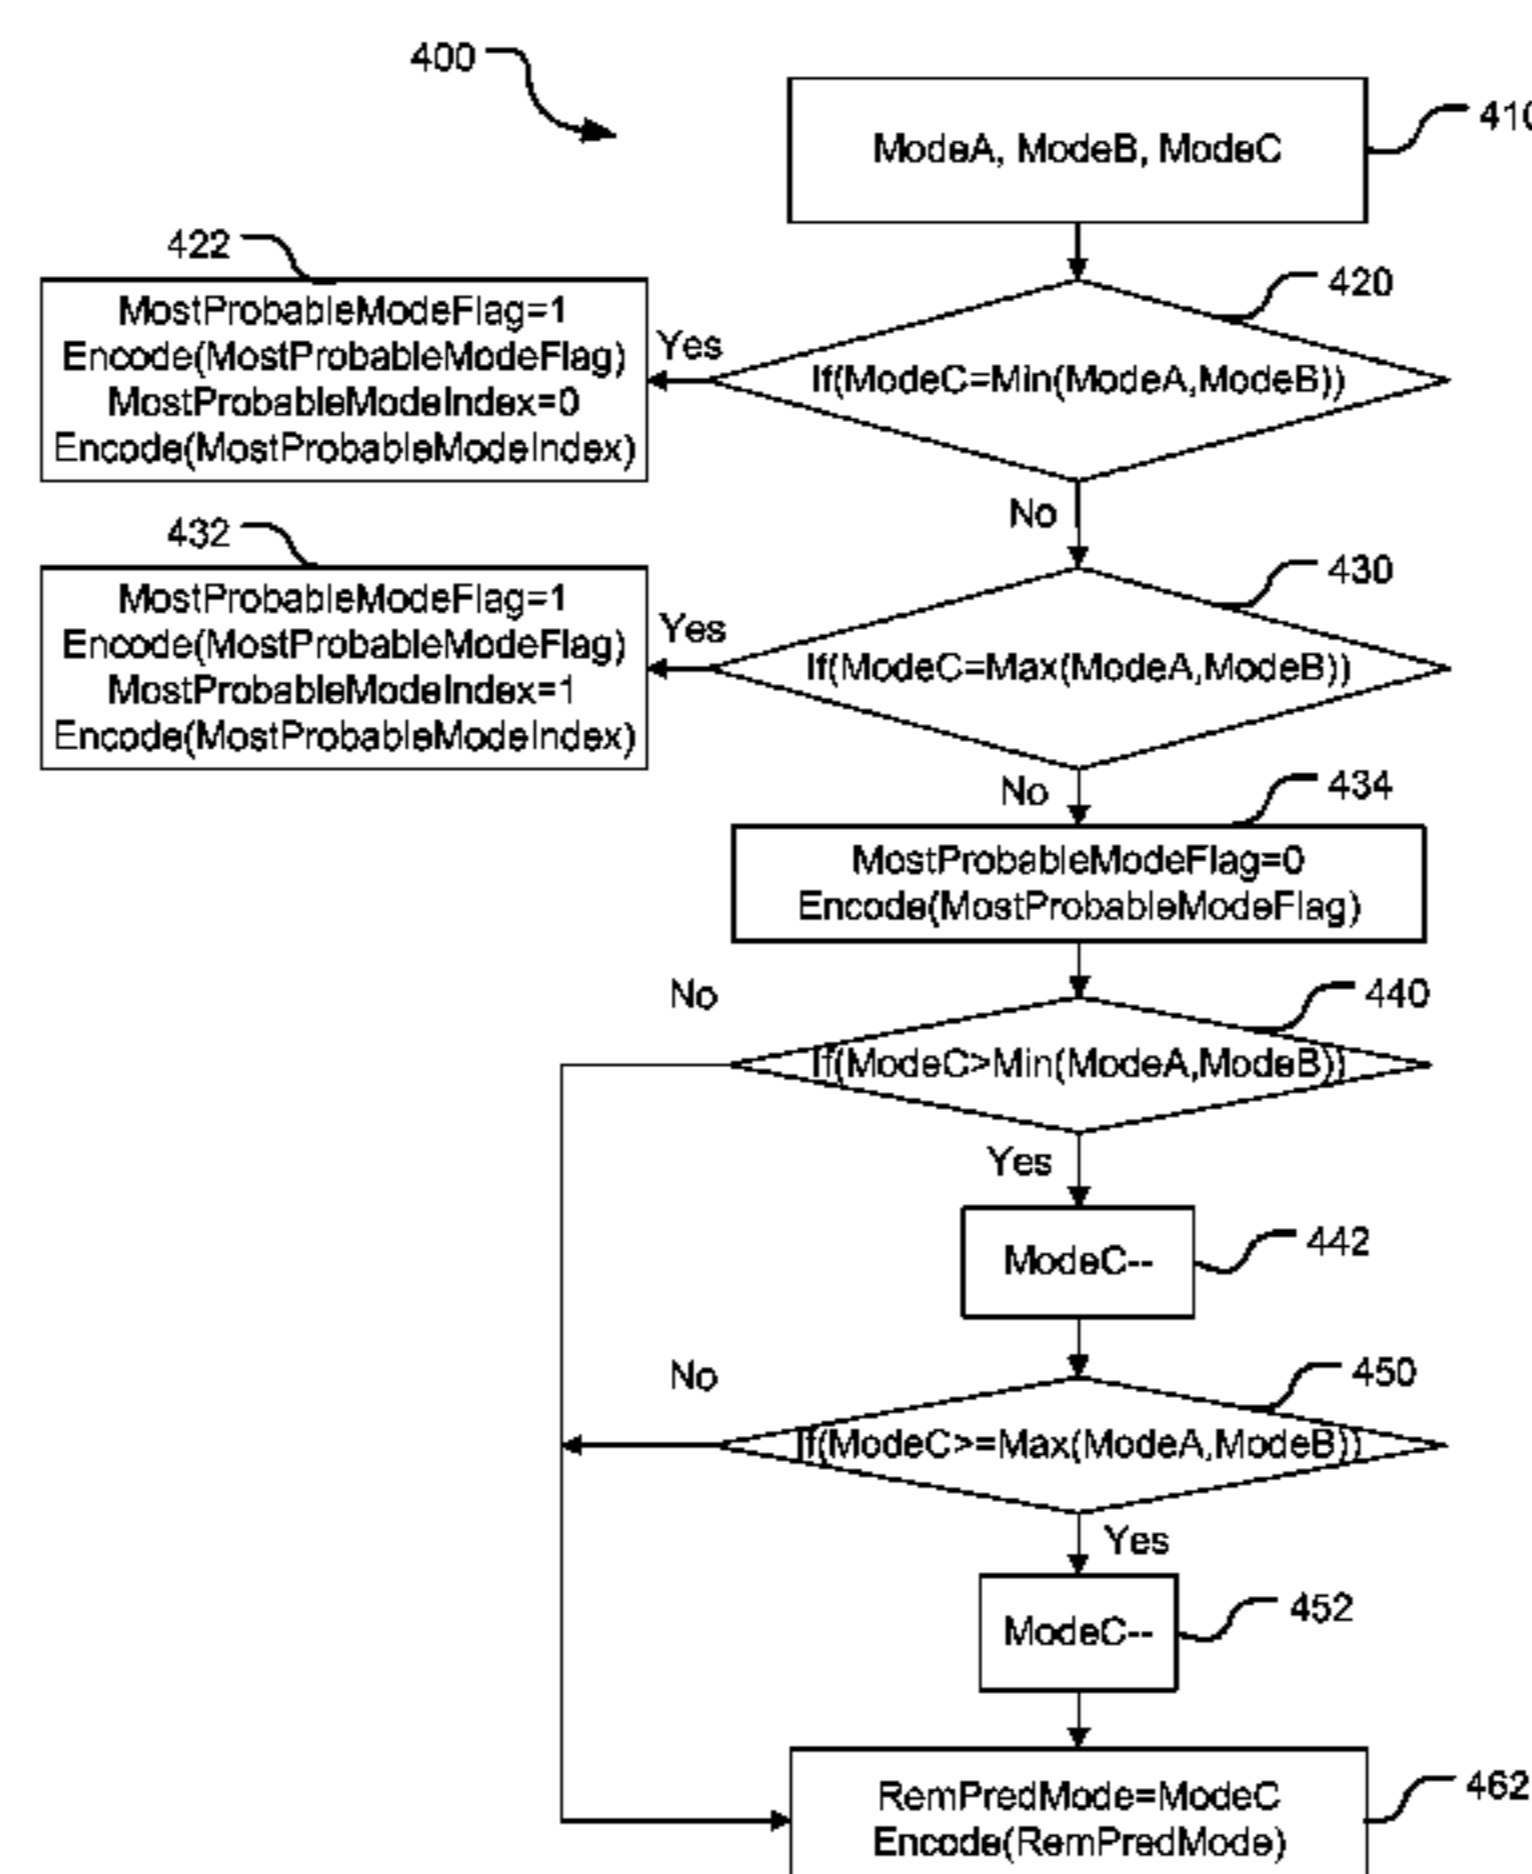 400
ModeA, ModeB, ModeC
410
422
MostProbableModeFlag=1
Encode(MostProbableModeFlag)
MostProbableModeIndex=0
Encode(MostProbableModeIndex)
Yes
If(ModeC=Min(ModeA,ModeB))
420
No
432
MostProbableModeFlag=1
Encode(MostProbableModeFlag)
MostProbableModeIndex=1
Encode(MostProbableModeIndex)
Yes
If(ModeC=Max(ModeA,ModeB))
430
No
434
MostProbableModeFlag=0
Encode(MostProbableModeFlag)
No
440
If(ModeC>Min(ModeA,ModeB))
Yes
ModeC--
442
No
450
If(ModeC>=Max(ModeA,ModeB))
Yes
ModeC--
452
RemPredMode=ModeC
Encode(RemPredMode)
462